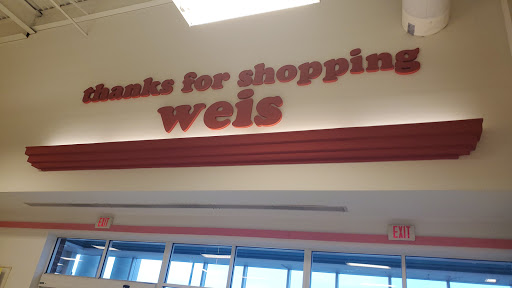 thanks for shopping
weis
EXIT
EXIT